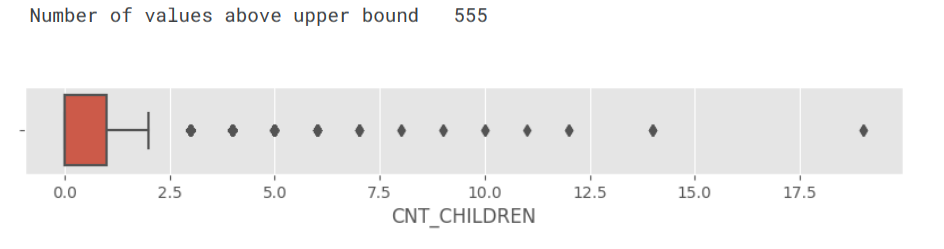 Number of values above upper bound   555
0.0 2.5 5.0 7.5 10.0 12.5 15.0 17.5
CNT_CHILDREN